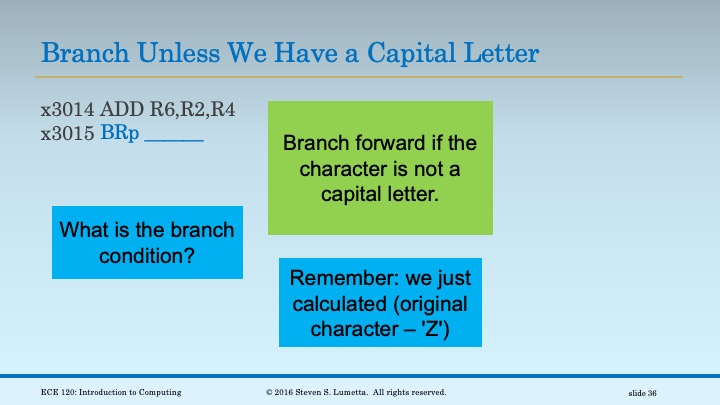 Branch Unless We Have a Capital Letter
x3014 ADD R6,R2,R4
x3015 BRp ______
Branch forward if the
character is not a
capital letter.
What is the branch
condition?
Remember: we just
calculated (original
character – 'Z')
ECE 120: Introduction to Computing
© 2016 Steven S. Lumetta. All rights reserved.
slide 36